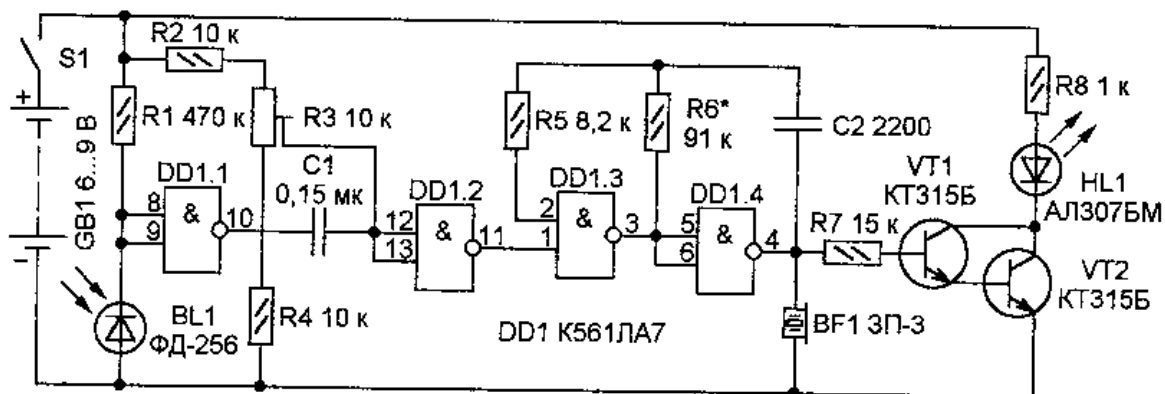 S1
R2 10 к
R1 470 к
R3 10 к
R5 8,2 к
R6*
91 к
C2 2200
R8 1 к
+
GB1 6...9 В
-
DD1.1
&
8
9
10
C1
0,15 мк
DD1.2
&
12
13
11
DD1.3
&
2
1
3
DD1.4
&
5
6
4
R7 15 к
VT1
КТ315Б
HL1
АЛ307БМ
VT2
КТ315Б
BL1
ФД-256
R4 10 к
DD1 К561ЛА7
BF1 ЗП-3